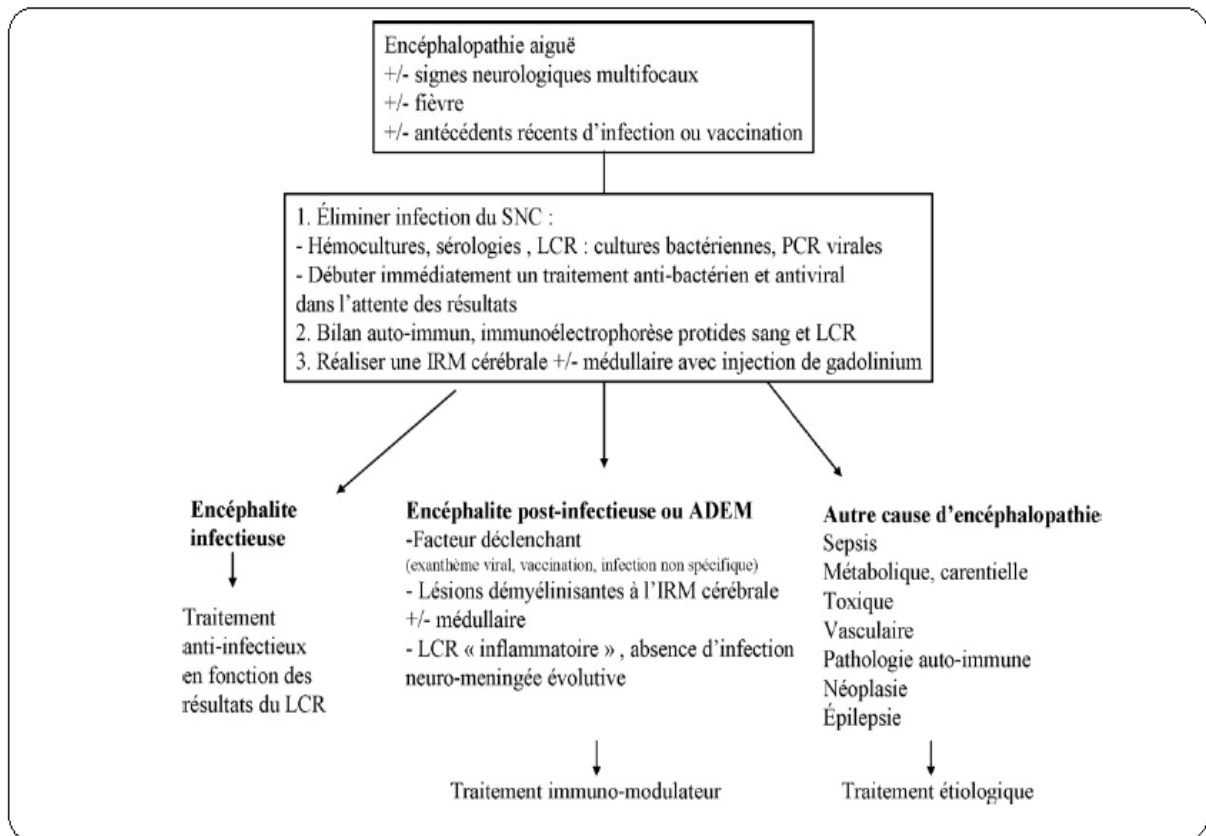 Encéphalopathie aiguë
+/- signes neurologiques multifocaux
+/- fièvre
+/- antécédents récents d'infection ou vaccination
1. Éliminer infection du SNC :
- Hémocultures, sérologies , LCR : cultures bactériennes, PCR virales
- Débuter immédiatement un traitement anti-bactérien et antiviral
dans l'attente des résultats
2. Bilan auto-immun, immunoélectrophorèse protides sang et LCR
3. Réaliser une IRM cérébrale +/- médullaire avec injection de gadolinium
Encéphalite
infectieuse
Traitement
anti-infectieux
en fonction des
résultats du LCR
Encéphalite post-infectieuse ou ADEM
-Facteur déclenchant
(exanthème viral, vaccination, infection non spécifique)
- Lésions démyélinisantes à l'IRM cérébrale
+/- médullaire
- LCR « inflammatoire » , absence d'infection
neuro-meningée évolutive
Traitement immuno-modulateur
Autre cause d'encéphalopathie
Sepsis
Métabolique, carentielle
Toxique
Vasculaire
Pathologie auto-immune
Néoplasie
Épilepsie
Traitement étiologique